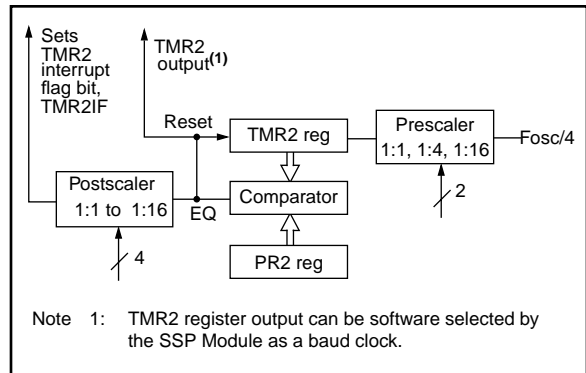 Sets
TMR2
interrupt
flag bit,
TMR2IF
TMR2
output(1)
Reset
TMR2 reg
Prescaler
1:1, 1:4, 1:16
Fosc/4
2
Postscaler
1:1 to 1:16
EQ
Comparator
4
PR2 reg
Note 1: TMR2 register output can be software selected by
the SSP Module as a baud clock.